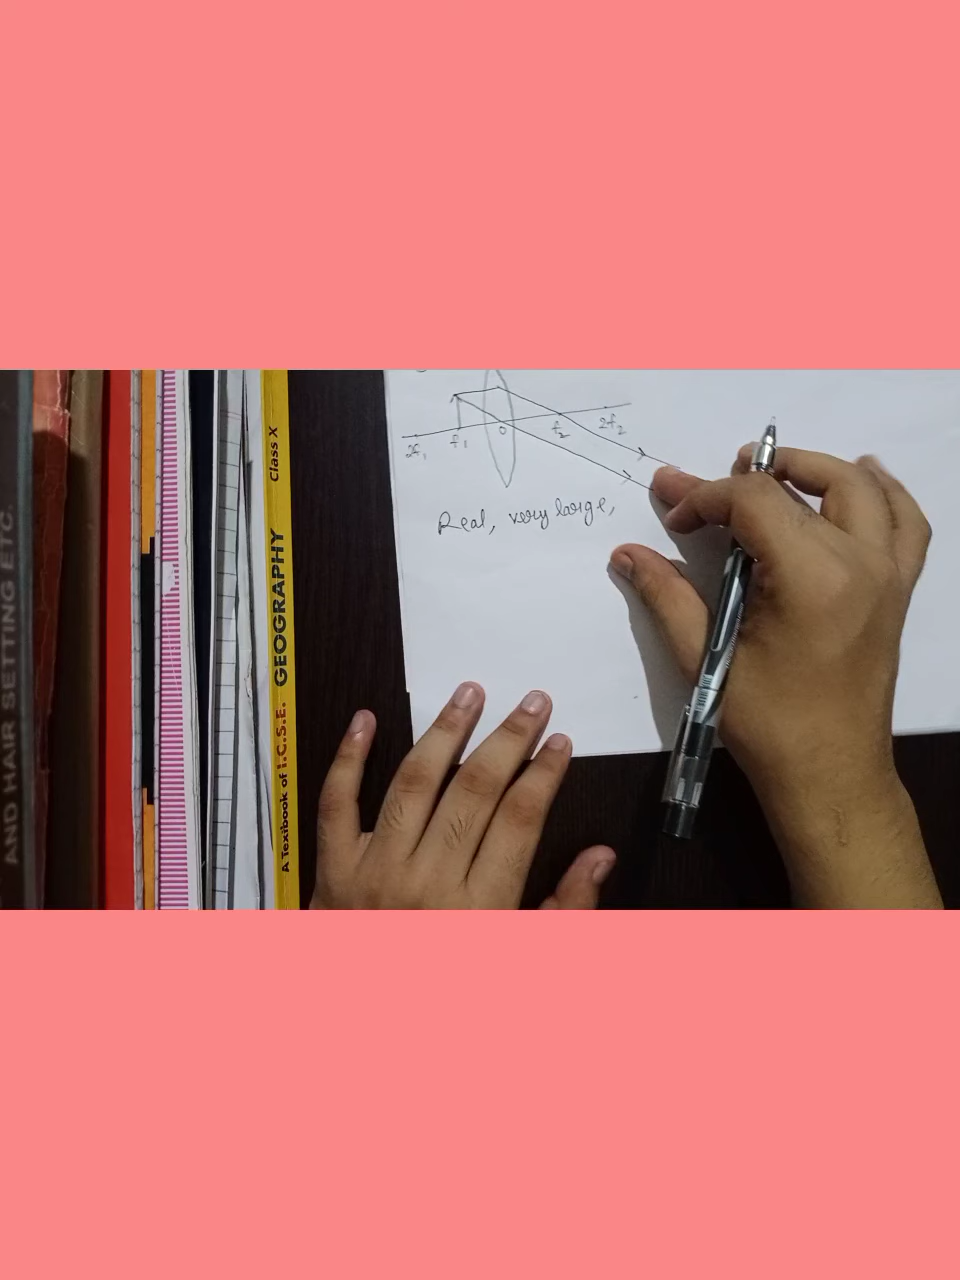 2f₁ f₁ O f₂ 2f₂
Real, very large,
A Textbook of I.C.S.E. GEOGRAPHY Class X
AND HAIR SETTING ETC.